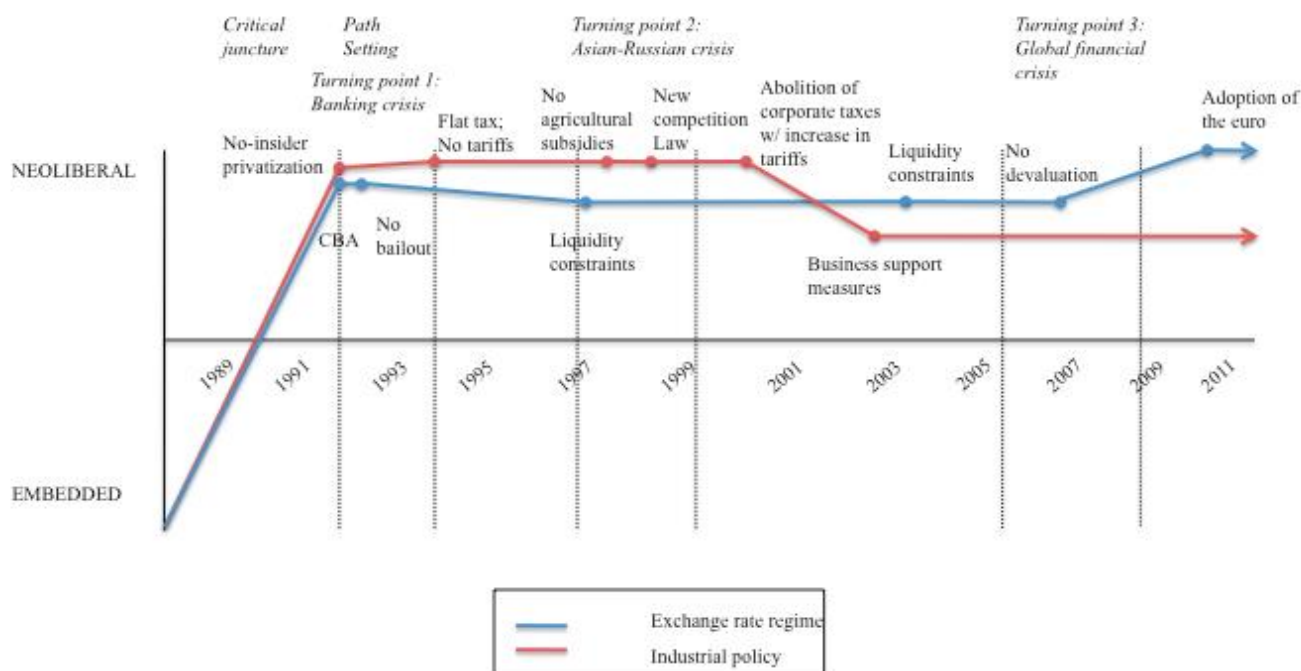 Critical
juncture
Path
Setting
Turning point 1:
Banking crisis
Turning point 2:
Asian-Russian crisis
Turning point 3:
Global financial
crisis
No-insider
privatization
Flat tax;
No tariffs
No
agricultural
subsidies
New
competition
Law
Abolition of
corporate taxes
w/ increase in
tariffs
Liquidity
constraints
No
devaluation
Adoption of
the euro
NEOLIBERAL
CBA
No
bailout
Liquidity
constraints
Business support
measures
1989
1991
1993
1995
1997
1999
2001
2003
2005
2007
2009
2011
EMBEDDED
Exchange rate regime
Industrial policy